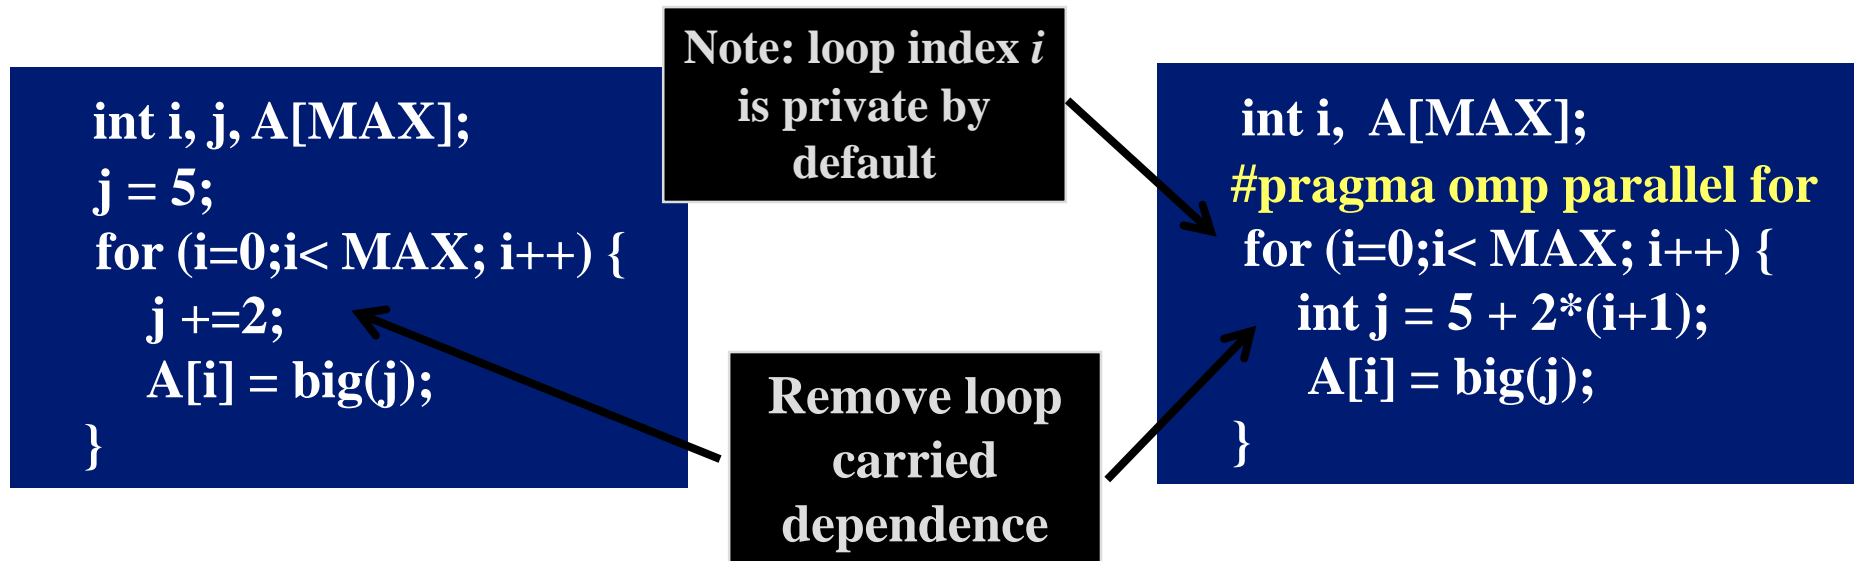 int i, j, A[MAX];
j = 5;
for (i=0;i< MAX; i++) {
j +=2;
A[i] = big(j);
}
Note: loop index i
is private by
default
Remove loop
carried
dependence
int i, A[MAX];
#pragma omp parallel for
for (i=0;i< MAX; i++) {
int j = 5 + 2*(i+1);
A[i] = big(j);
}